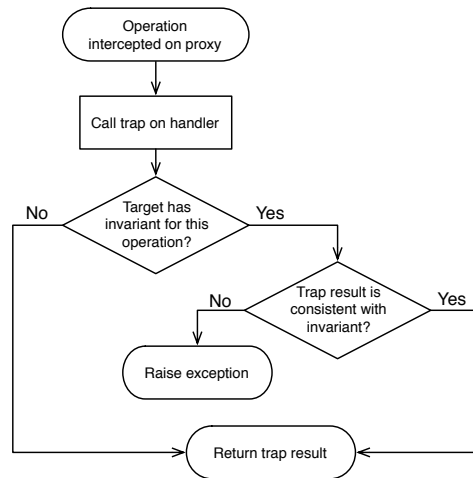 Operation
intercepted on proxy
Call trap on handler
No
Target has
invariant for this
operation?
Yes
No
Trap result is
consistent with
invariant?
Yes
Raise exception
Return trap result